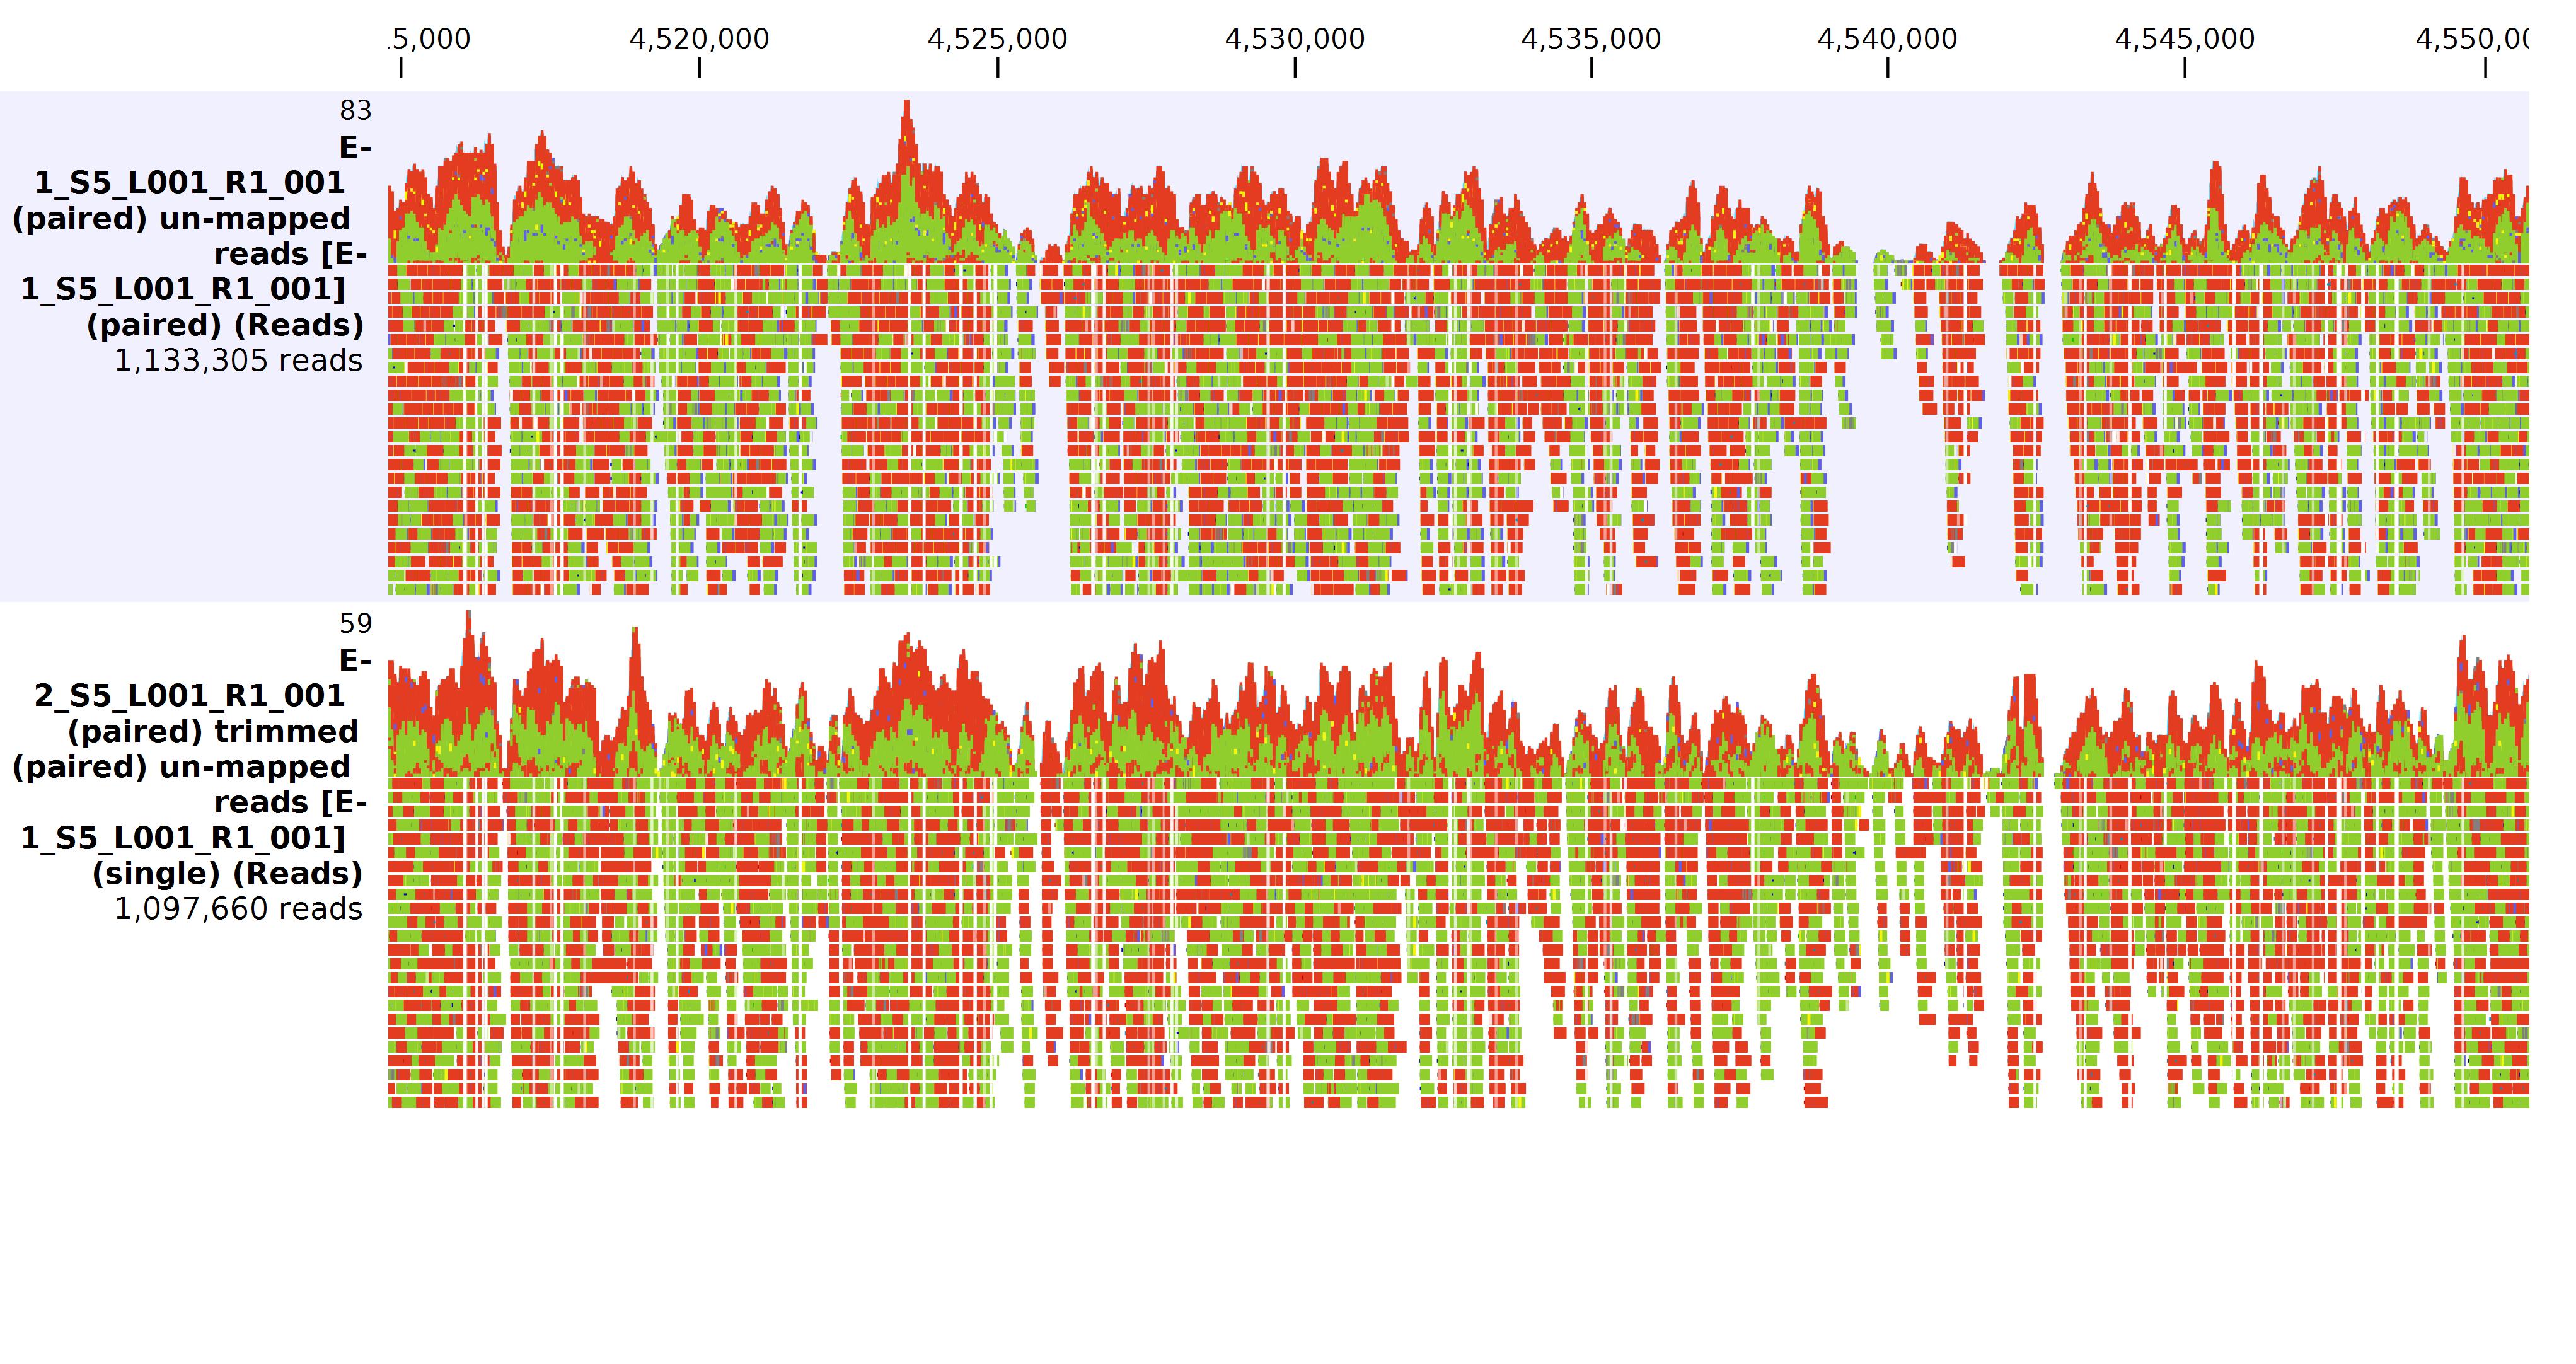 .5,000 4,520,000 4,525,000 4,530,000 4,535,000 4,540,000 4,545,000 4,550,0(
83
E-
1_S5_L001_R1_001
(paired) un-mapped
reads [E-
1_S5_L001_R1_001]
(paired) (Reads)
1,133,305 reads
59
E-
2_S5_L001_R1_001
(paired) trimmed
(paired) un-mapped
reads [E-
1_S5_L001_R1_001]
(single) (Reads)
1,097,660 reads